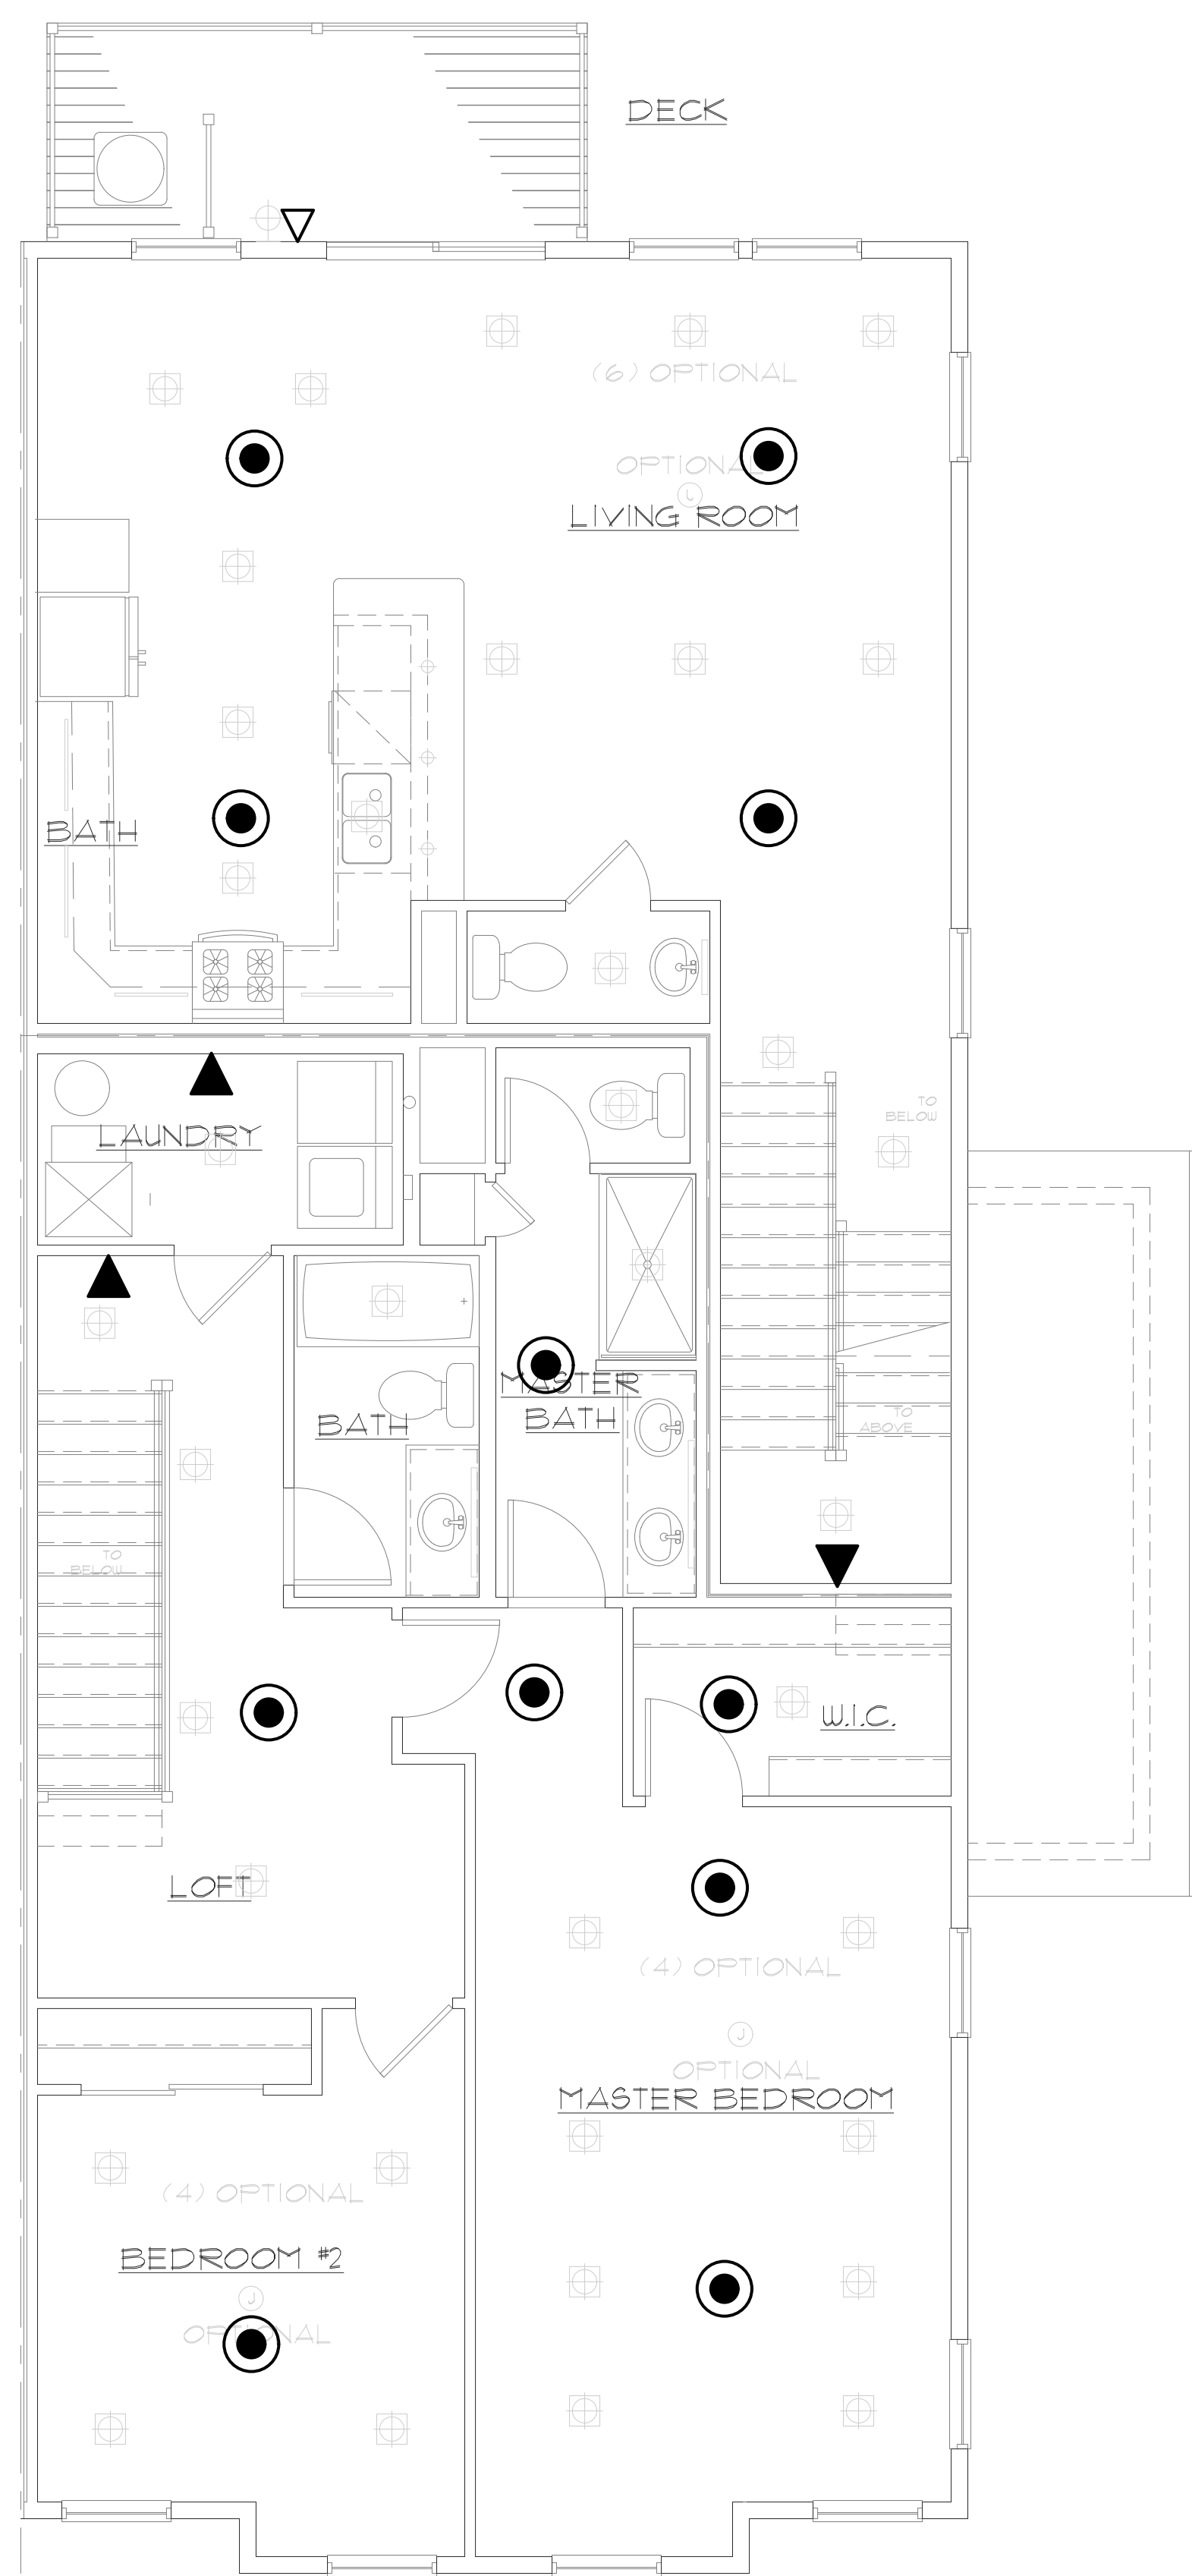 DECK
(6) OPTIONAL
OPTIONAL
J
LIVING ROOM
BATH
TO
BELOW
LAUNDRY
MASTER
BATH
BATH
TO
ABOVE
TO
BELOW
W.I.C.
LOFT
(4) OPTIONAL
J
OPTIONAL
MASTER BEDROOM
(4) OPTIONAL
BEDROOM #2
J
OPTIONAL